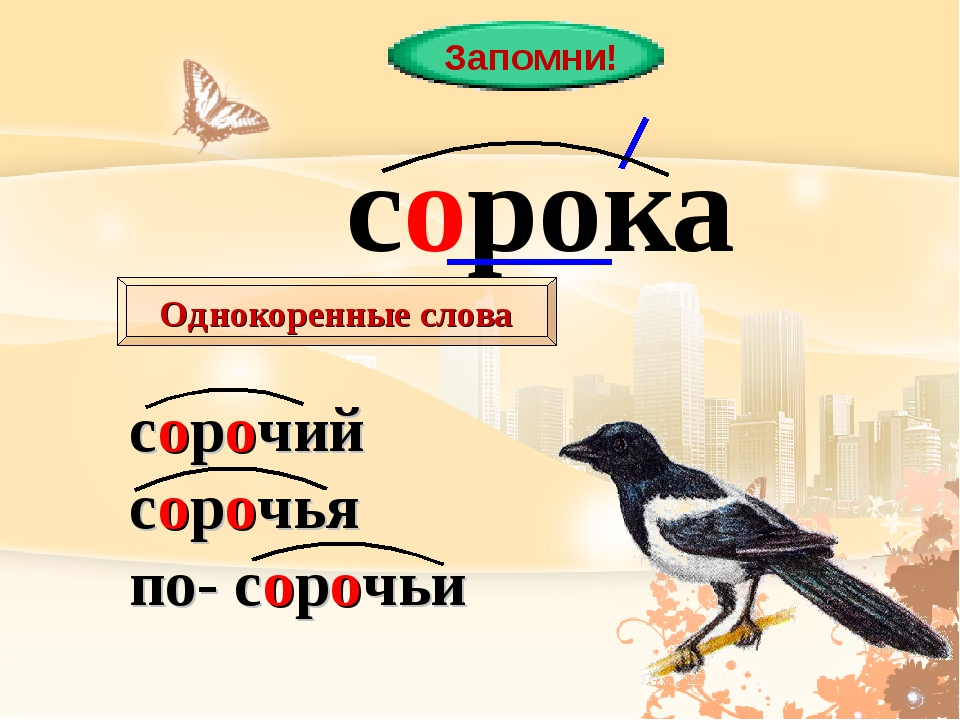 Запомни!
сорока
Однокоренные слова
сорочий
сорочья
по- сорочьи